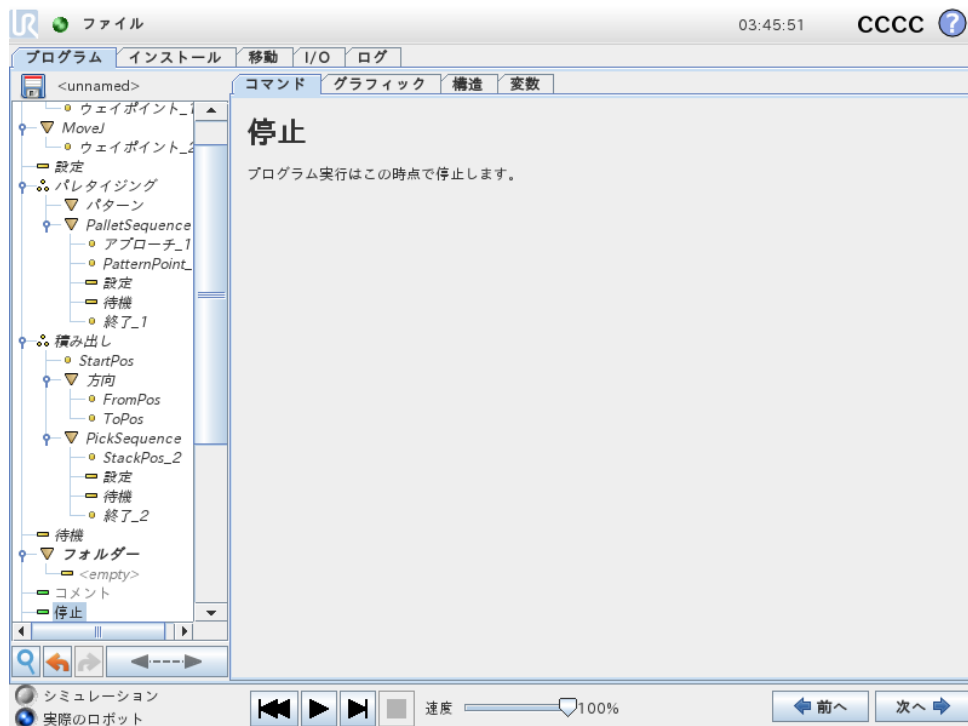 UR ファイル 03:45:51 CCCC ?
プログラム インストール 移動 I/O ログ
<unnamed> コマンド グラフィック 構造 変数
ウェイポイント_1
MoveJ
ウェイポイント_2
設定
パレタイジング
パターン
PalletSequence
アプローチ_1
PatternPoint_
設定
待機
終了_1
積み出し
StartPos
方向
FromPos
ToPos
PickSequence
StackPos_2
設定
待機
終了_2
待機
フォルダー
<empty>
コメント
停止
停止
プログラム実行はこの時点で停止します。
シミュレーション
実際のロボット
速度 100%
前へ 次へ